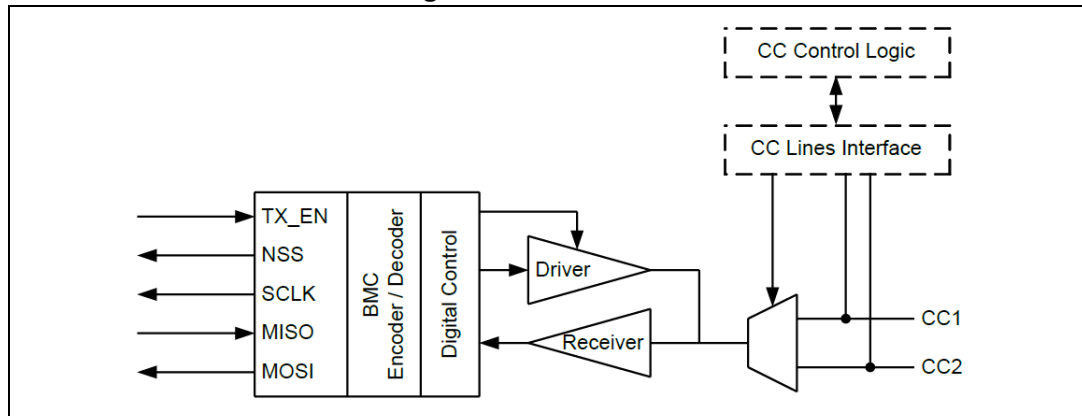 CC Control Logic
CC Lines Interface
TX_EN
NSS
SCLK
MISO
MOSI
BMC
Encoder / Decoder
Digital Control
Driver
Receiver
CC1
CC2